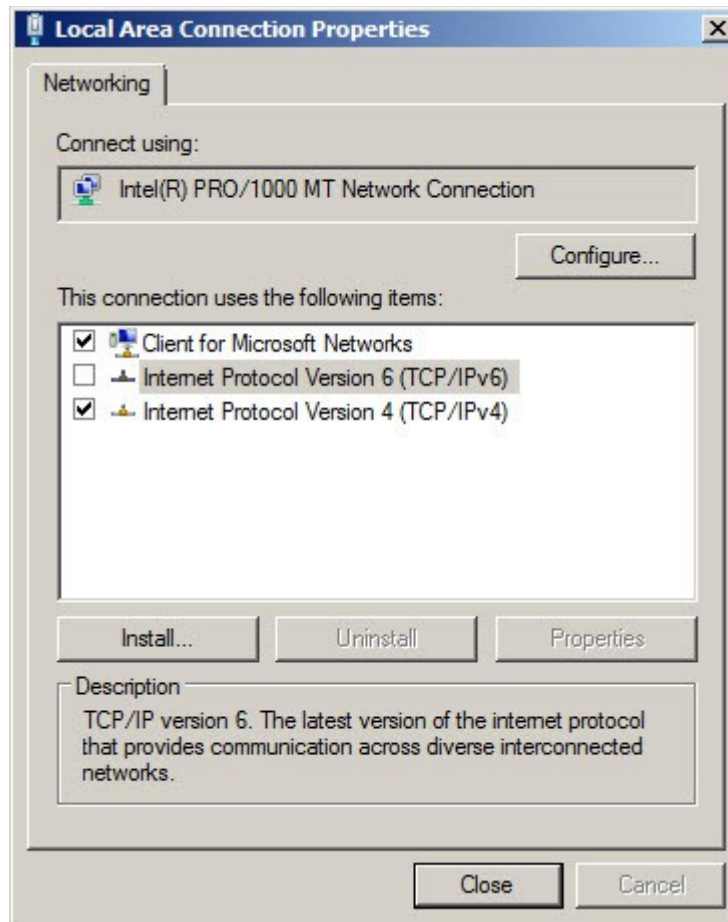 Local Area Connection Properties
Networking
Connect using:
Intel(R) PRO/1000 MT Network Connection
Configure...
This connection uses the following items:
Client for Microsoft Networks
Internet Protocol Version 6 (TCP/IPv6)
Internet Protocol Version 4 (TCP/IPv4)
Install... Uninstall Properties
Description
TCP/IP version 6. The latest version of the internet protocol
that provides communication across diverse interconnected
networks.
Close Cancel